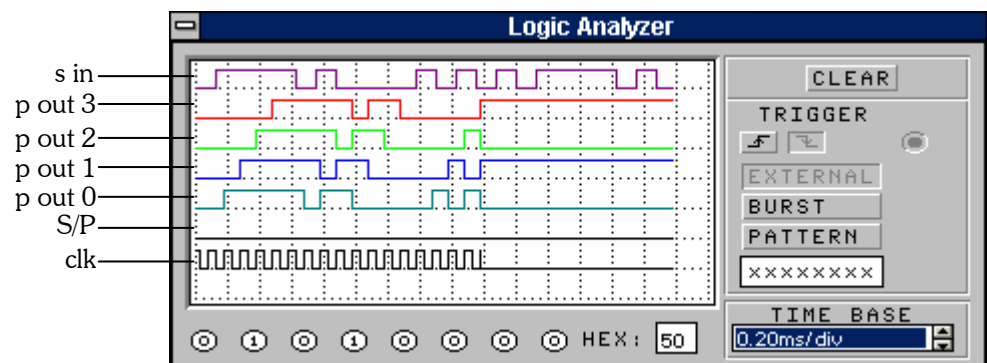 Logic Analyzer
s in
p out 3
p out 2
p out 1
p out 0
S/P
clk
CLEAR
TRIGGER
EXTERNAL
BURST
PATTERN
xxxxxxxx
TIME BASE
0.20ms/div
0 1 0 1 0 0 0 0 HEX: 50